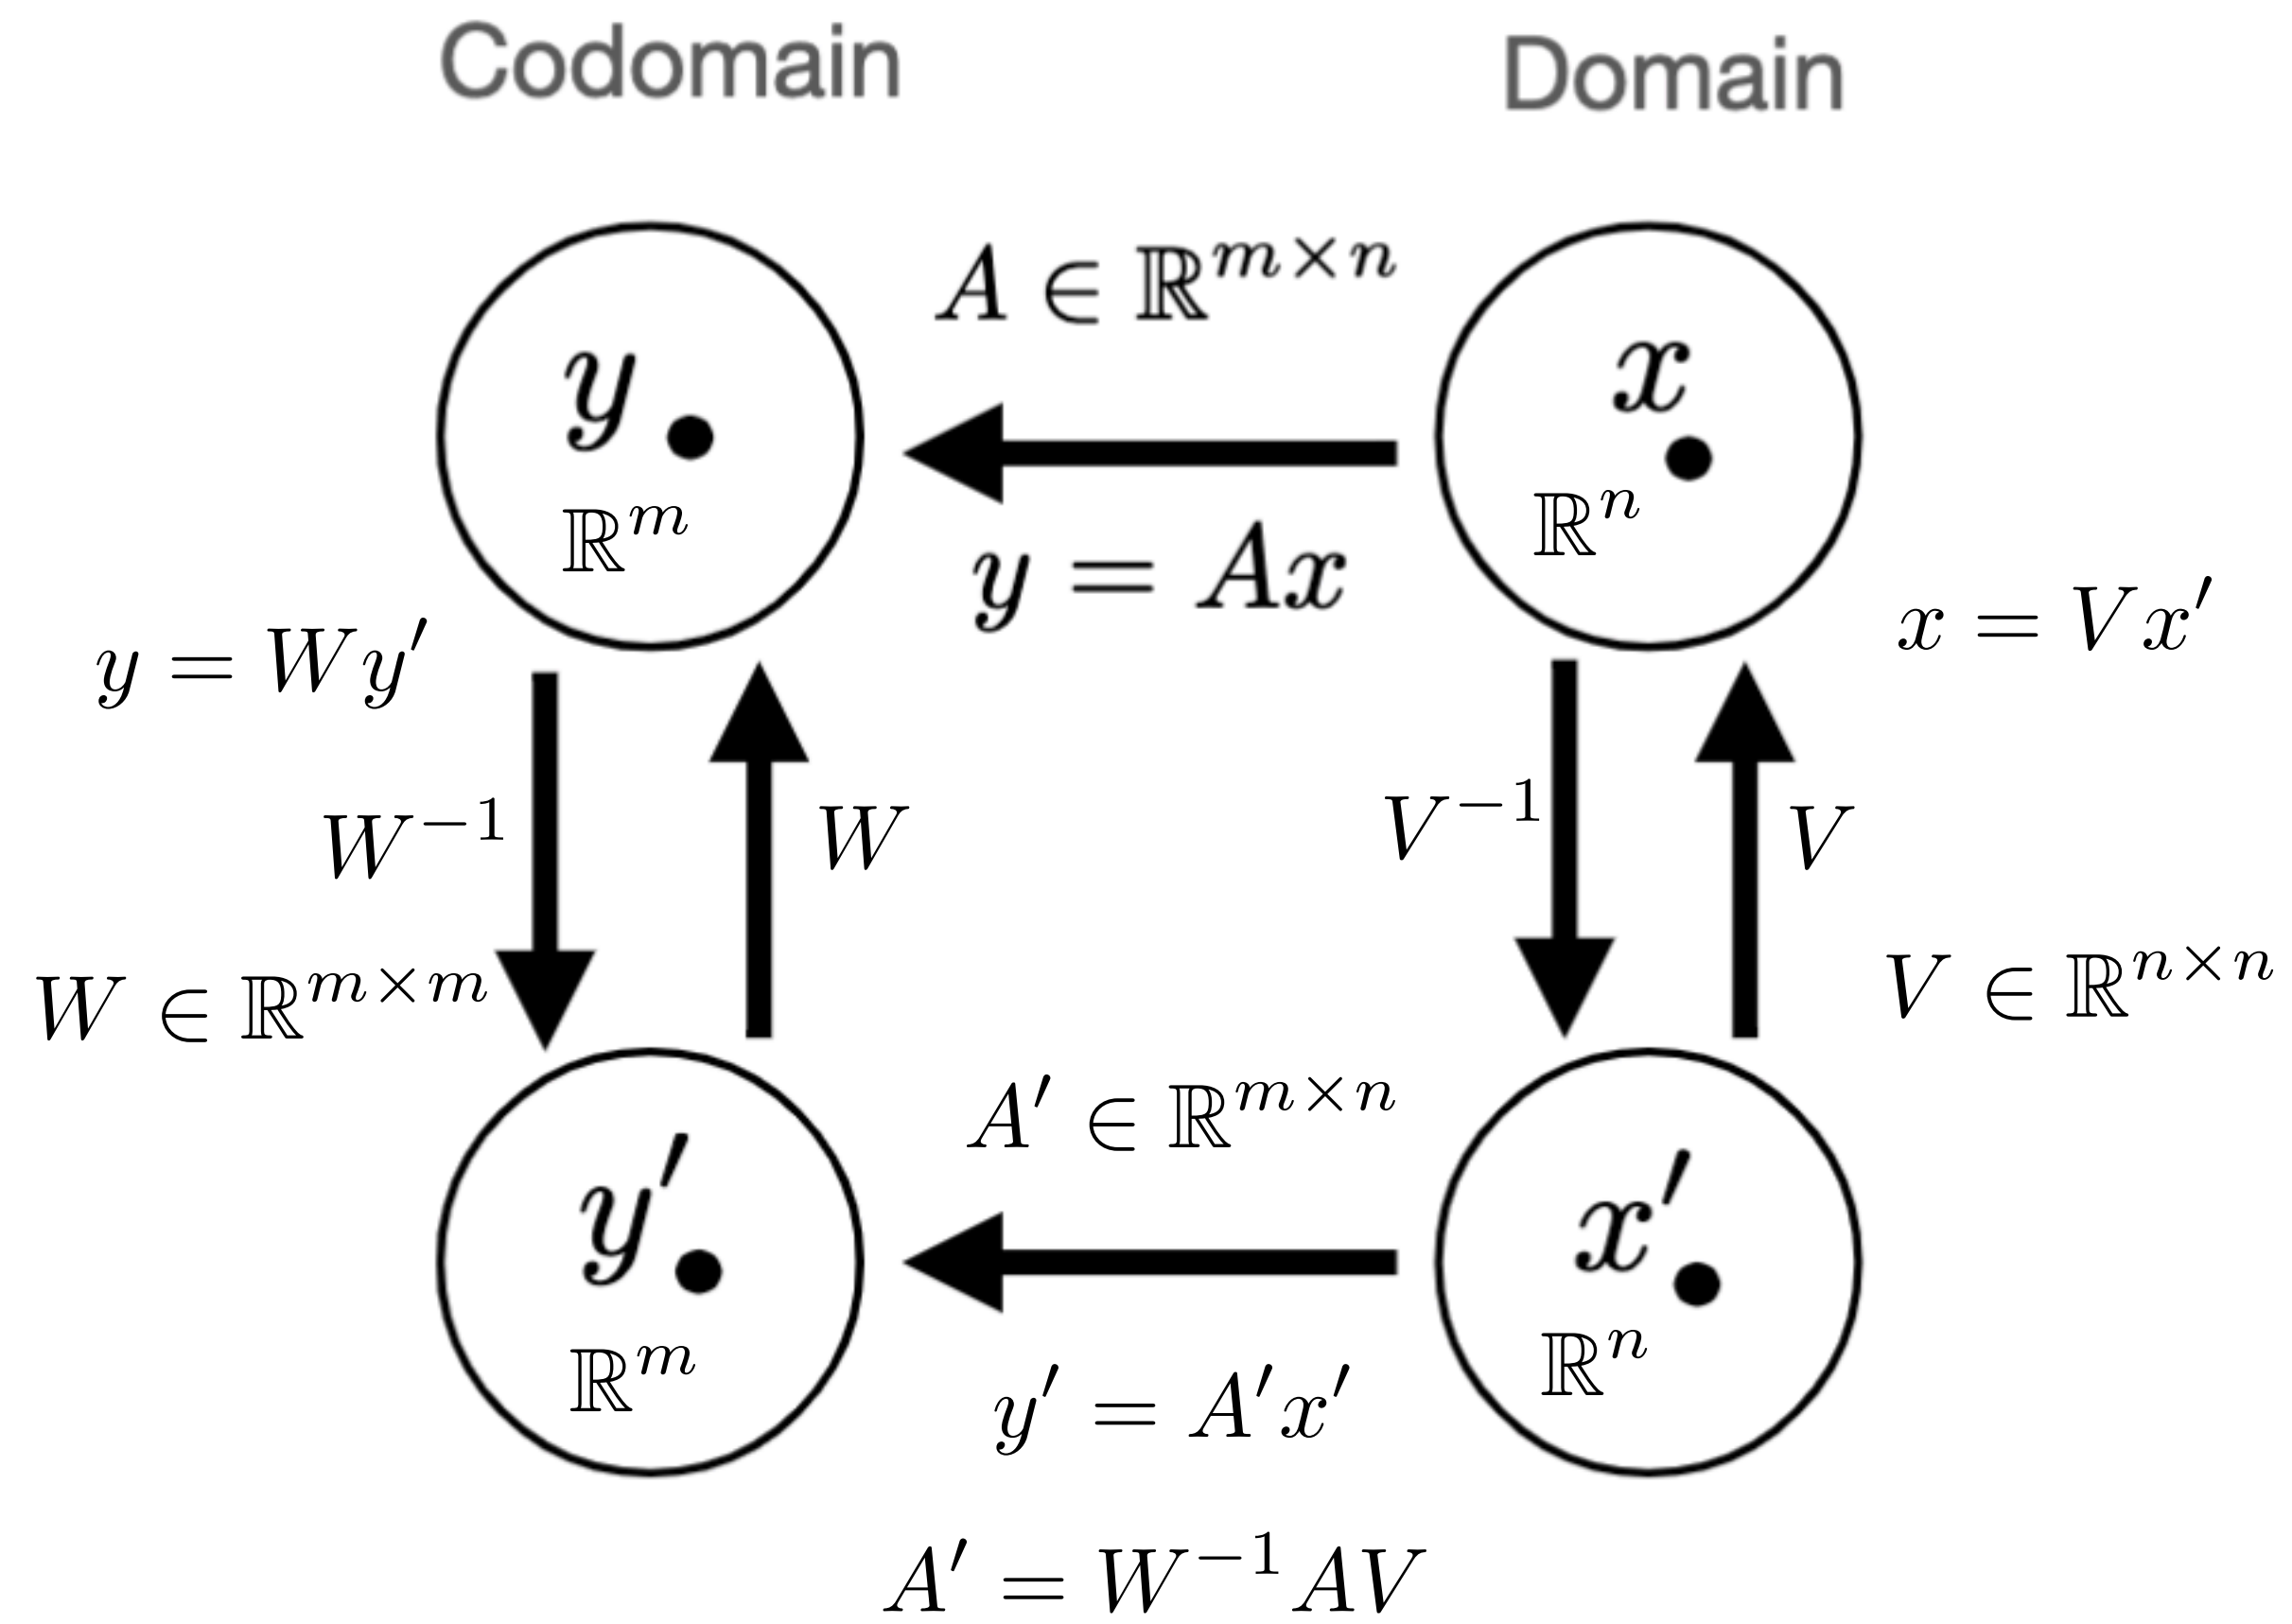 Codomain
Domain
A ∈ ℝ^{m×n}
y
x
ℝ^m
ℝ^n
y = Ax
y = Wy′
x = Vx′
W^{−1}
W
V^{−1}
V
W ∈ ℝ^{m×m}
V ∈ ℝ^{n×n}
A′ ∈ ℝ^{m×n}
y′
x′
ℝ^m
ℝ^n
y′ = A′x′
A′ = W^{−1}AV